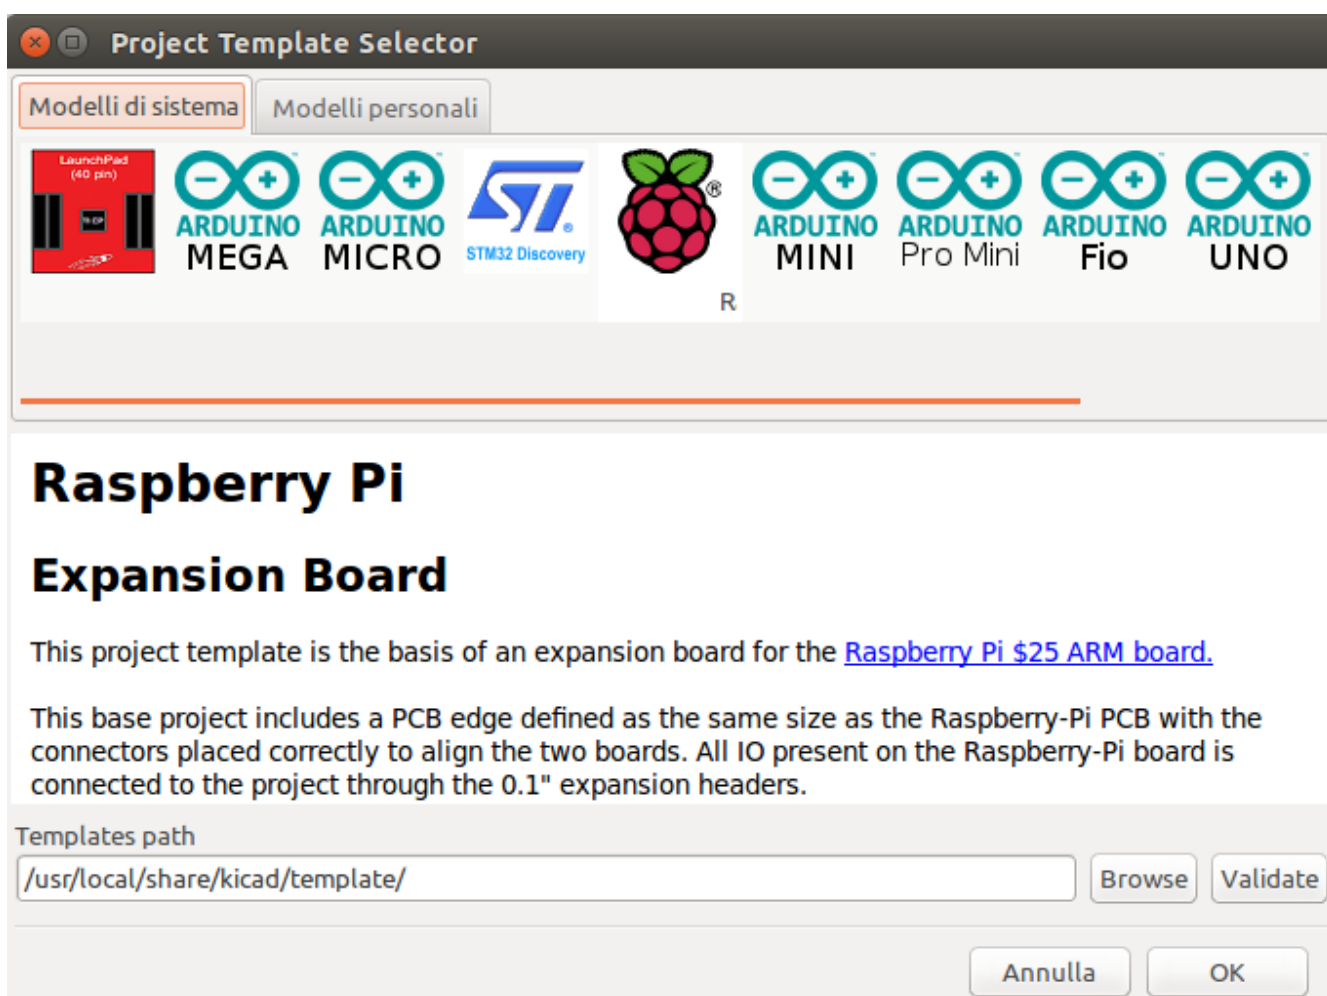 Project Template Selector
Modelli di sistema
Modelli personali
LaunchPad
(40 pin)
ARDUINO
MEGA
ARDUINO
MICRO
ST
STM32 Discovery
®
R
ARDUINO
MINI
ARDUINO
Pro Mini
ARDUINO
Fio
ARDUINO
UNO
Raspberry Pi
Expansion Board
This project template is the basis of an expansion board for the Raspberry Pi $25 ARM board.
This base project includes a PCB edge defined as the same size as the Raspberry-Pi PCB with the
connectors placed correctly to align the two boards. All IO present on the Raspberry-Pi board is
connected to the project through the 0.1" expansion headers.
Templates path
/usr/local/share/kicad/template/
Browse
Validate
Annulla
OK